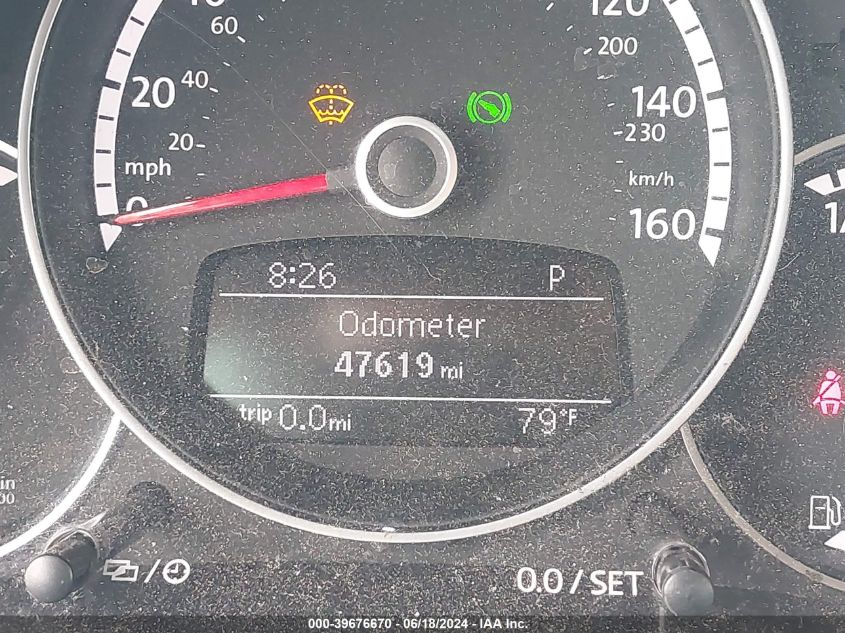 120
60
200
20 40
140
20
230
mph
km/h
0
160
8:26 P
Odometer
47619 mi
trip 0.0 mi 79°F
0.0 / SET
000-39676670 - 06/18/2024 - IAA Inc.